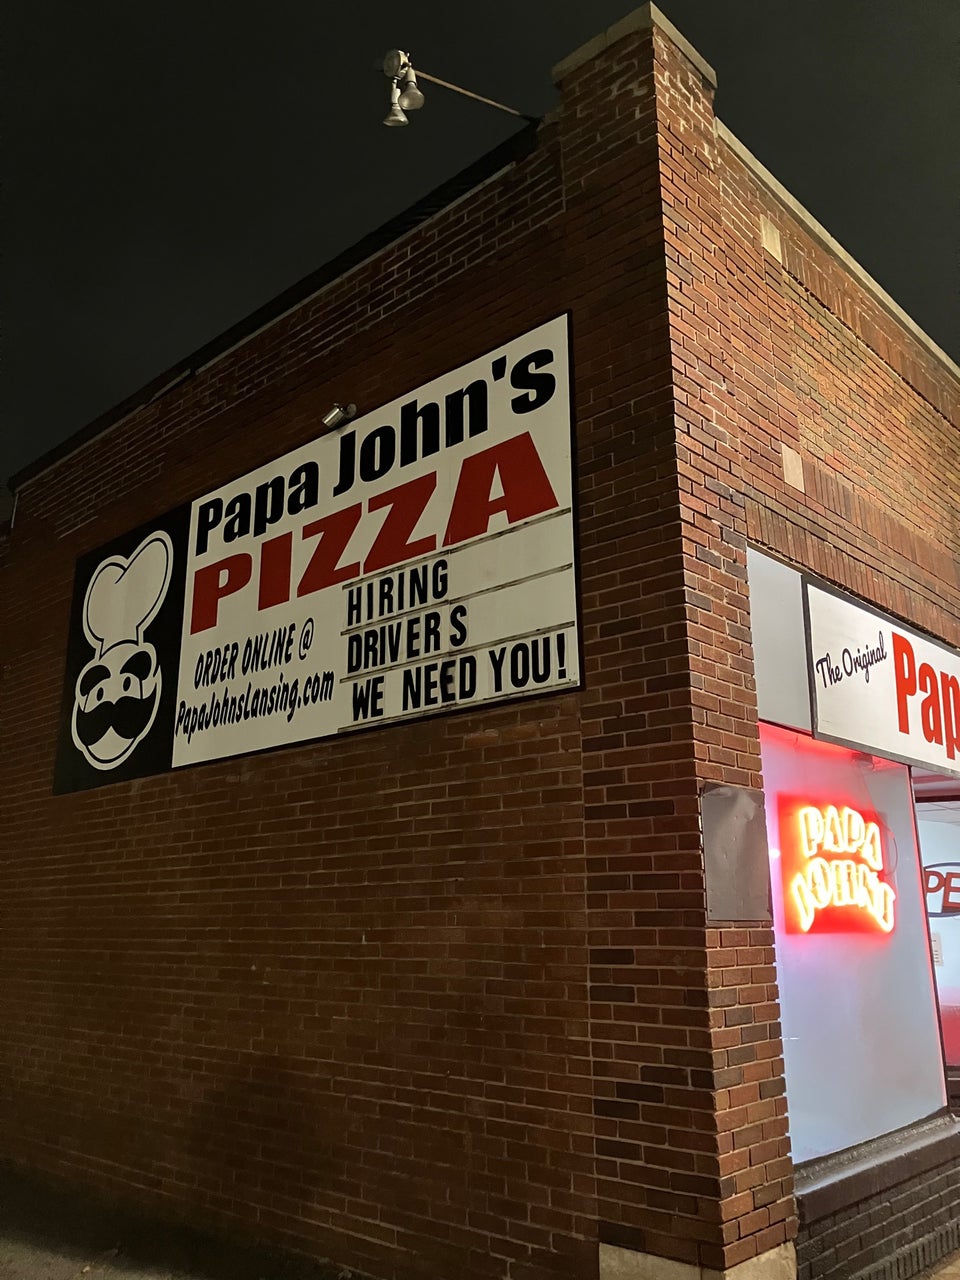 Papa John's
PIZZA
ORDER ONLINE @
PapaJohnsLansing.com
HIRING
DRIVERS
WE NEED YOU!
The Original
Pap
PAPA
JOHN'S
PE